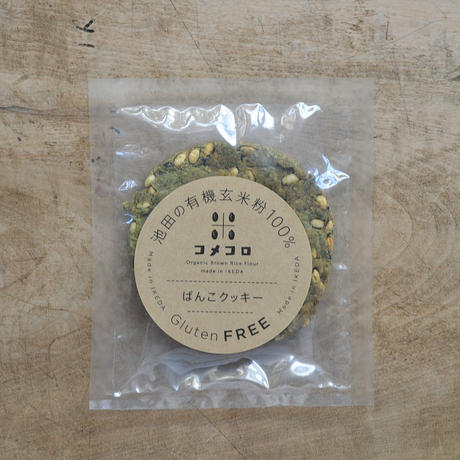 池田の有機玄米粉100%
コメコロ
Organic Brown Rice Flour
made in IKEDA
ばんこクッキー
Made in IKEDA
Made in IKEDA
Gluten FREE